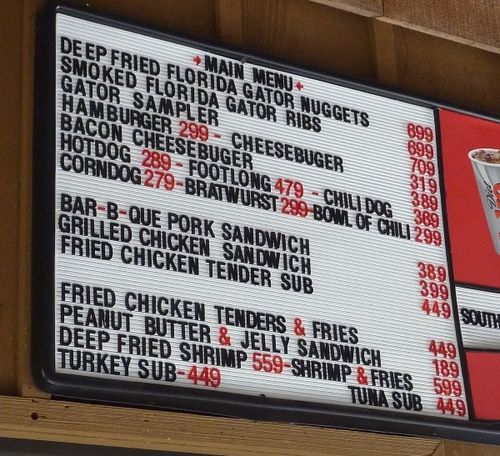 MAIN MENU
DEEP FRIED FLORIDA GATOR NUGGETS 699
SMOKED FLORIDA GATOR RIBS 699
GATOR SAMPLER 709
HAMBURGER 299 - CHEESEBUGER 319
BACON CHEESEBUGER 389
HOTDOG 289 - FOOTLONG 479 - CHILI DOG 369
CORNDOG 279-BRATWURST 299-BOWL OF CHILI 299
BAR-B-QUE PORK SANDWICH 389
GRILLED CHICKEN SANDWICH 399
FRIED CHICKEN TENDER SUB 449
FRIED CHICKEN TENDERS & FRIES 449
PEANUT BUTTER & JELLY SANDWICH 189
DEEP FRIED SHRIMP 559-SHRIMP & FRIES 599
TURKEY SUB-449 TUNA SUB 449
SOUTH